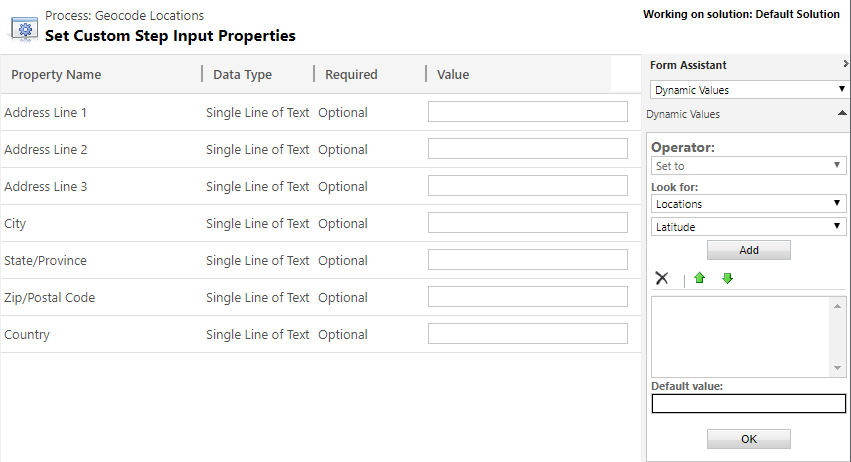 Process: Geocode Locations
Set Custom Step Input Properties
Working on solution: Default Solution
Property Name Data Type Required Value
Address Line 1 Single Line of Text Optional
Address Line 2 Single Line of Text Optional
Address Line 3 Single Line of Text Optional
City Single Line of Text Optional
State/Province Single Line of Text Optional
Zip/Postal Code Single Line of Text Optional
Country Single Line of Text Optional
Form Assistant
Dynamic Values
Dynamic Values
Operator:
Set to
Look for:
Locations
Latitude
Add
Default value:
OK